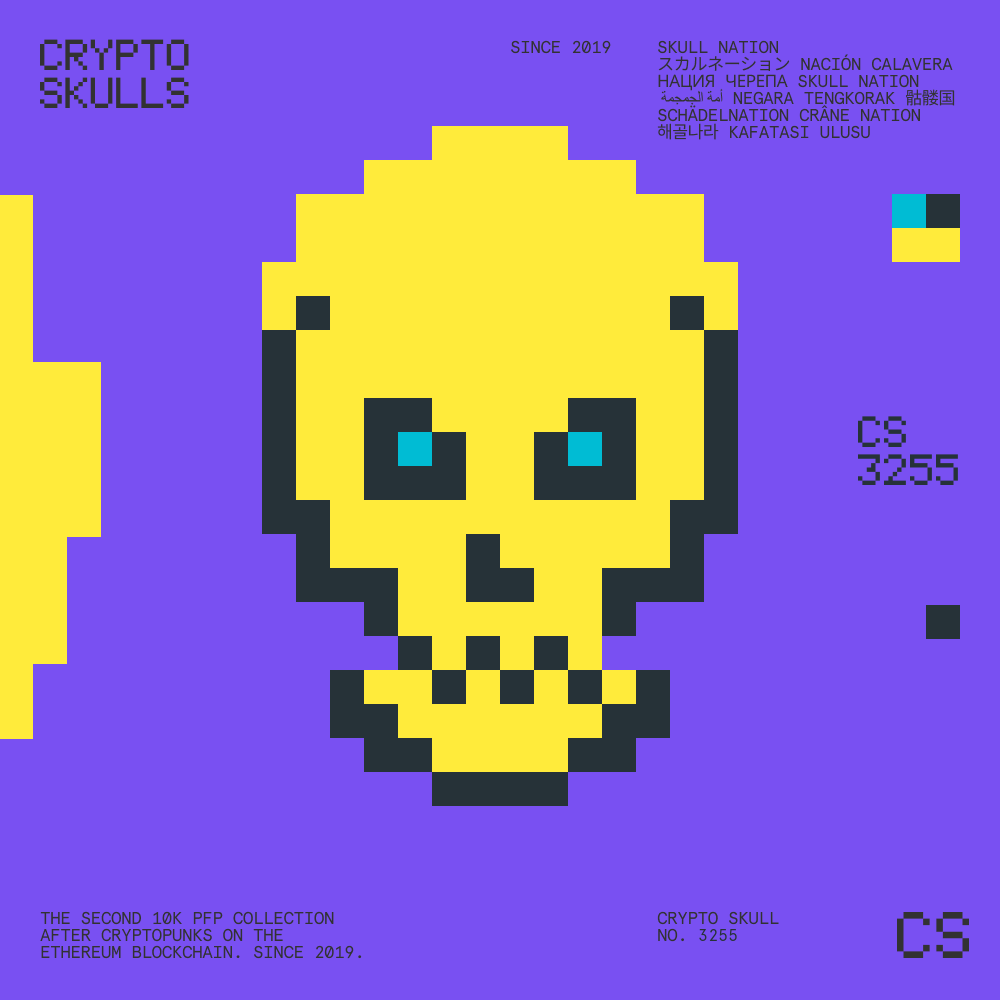 CRYPTO
SKULLS
SINCE 2019
SKULL NATION
スカルネーション NACIÓN CALAVERA
НАЦИЯ ЧЕРЕПА SKULL NATION
أمة الجمجمة NEGARA TENGKORAK 骷髅国
SCHÄDELNATION CRÂNE NATION
해골나라 KAFATASI ULUSU
CS
3255
THE SECOND 10K PFP COLLECTION
AFTER CRYPTOPUNKS ON THE
ETHEREUM BLOCKCHAIN. SINCE 2019.
CRYPTO SKULL
NO. 3255
CS